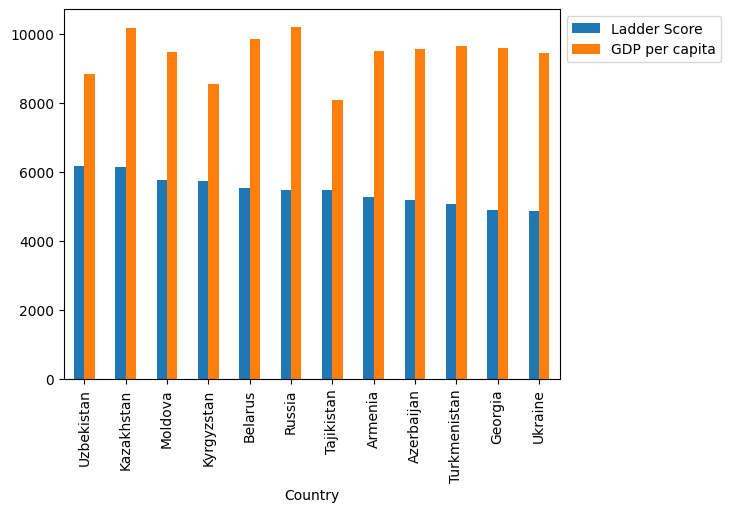 Ladder Score
GDP per capita
10000
8000
6000
4000
2000
0
Uzbekistan
Kazakhstan
Moldova
Kyrgyzstan
Belarus
Russia
Tajikistan
Armenia
Azerbaijan
Turkmenistan
Georgia
Ukraine
Country